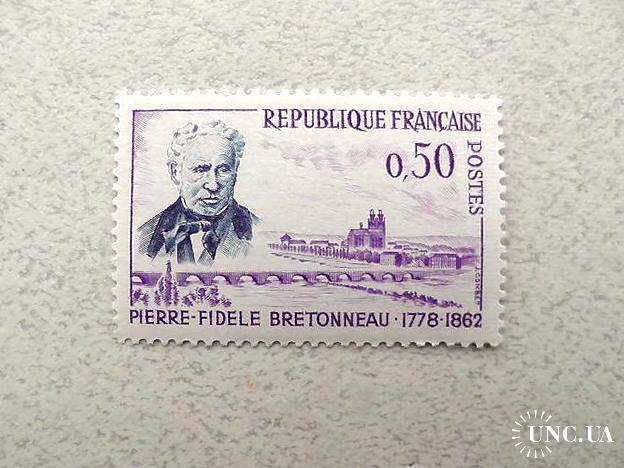 REPUBLIQUE FRANÇAISE
0,50
POSTES
PIERRE-FIDELE BRETONNEAU · 1778-1862
UNC.UA